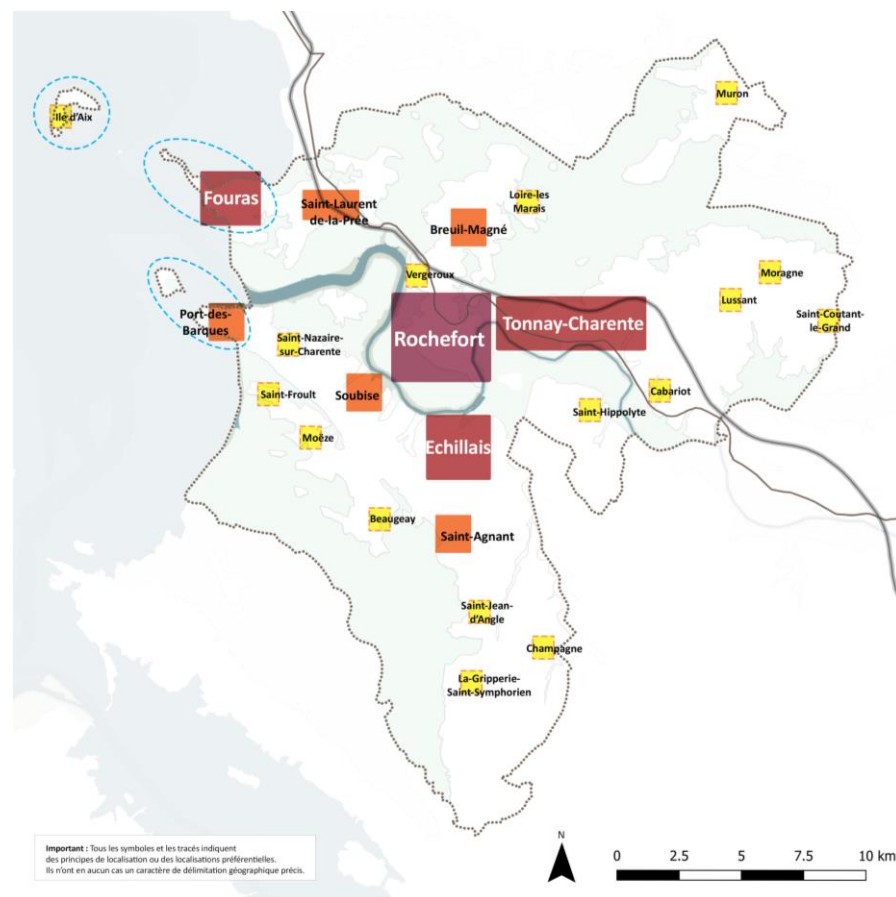 Muron
Ile d'Aix
Fouras
Saint-Laurent
de-la-Prée
Loire-les
Marais
Breuil-Magné
Vergeroux
Moragne
Lussant
Saint-Coutant-
le-Grand
Port-des-
Barques
Rochefort
Tonnay-Charente
Saint-Nazaire-
sur-Charente
Saint-Froult
Soubise
Cabariot
Saint-Hippolyte
Moëze
Echillais
Beaugeay
Saint-Agnant
Saint-Jean-
d'Angle
Champagne
La-Gripperie-
Saint-Symphorien
Important : Tous les symboles et les tracés indiquent
des principes de localisation ou des localisations préférentielles.
Ils n'ont en aucun cas un caractère de délimitation géographique précis.
N
0 2.5 5 7.5 10 km